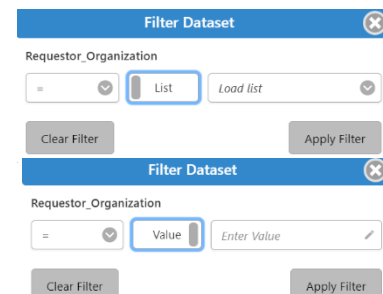 Filter Dataset
Requestor_Organization
= List Load list
Clear Filter Apply Filter
Filter Dataset
Requestor_Organization
= Value Enter Value
Clear Filter Apply Filter